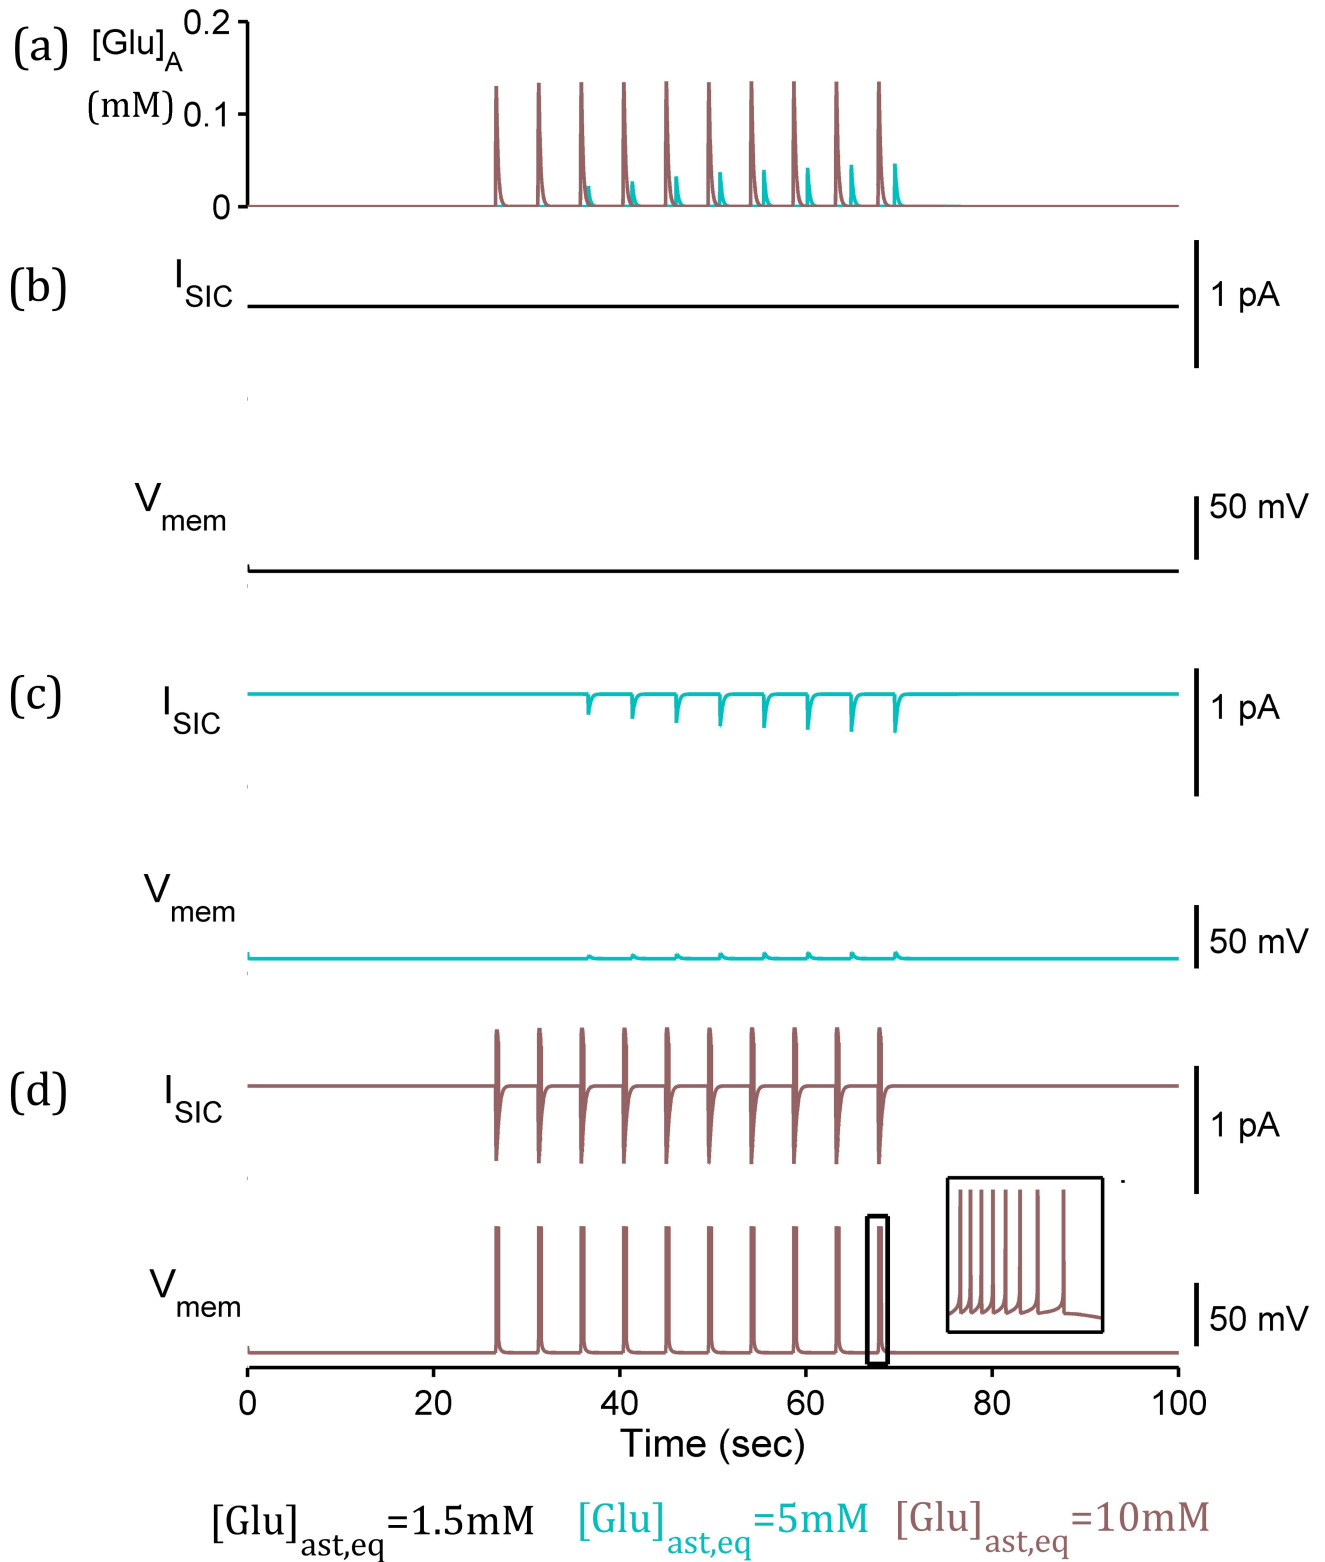 (a) [Glu]A
(mM)
0.2
0.1
0
(b) ISIC
1 pA
Vmem
50 mV
(c) ISIC
1 pA
Vmem
50 mV
(d) ISIC
1 pA
Vmem
50 mV
0 20 40 60 80 100
Time (sec)
[Glu]ast,eq=1.5mM [Glu]ast,eq=5mM [Glu]ast,eq=10mM